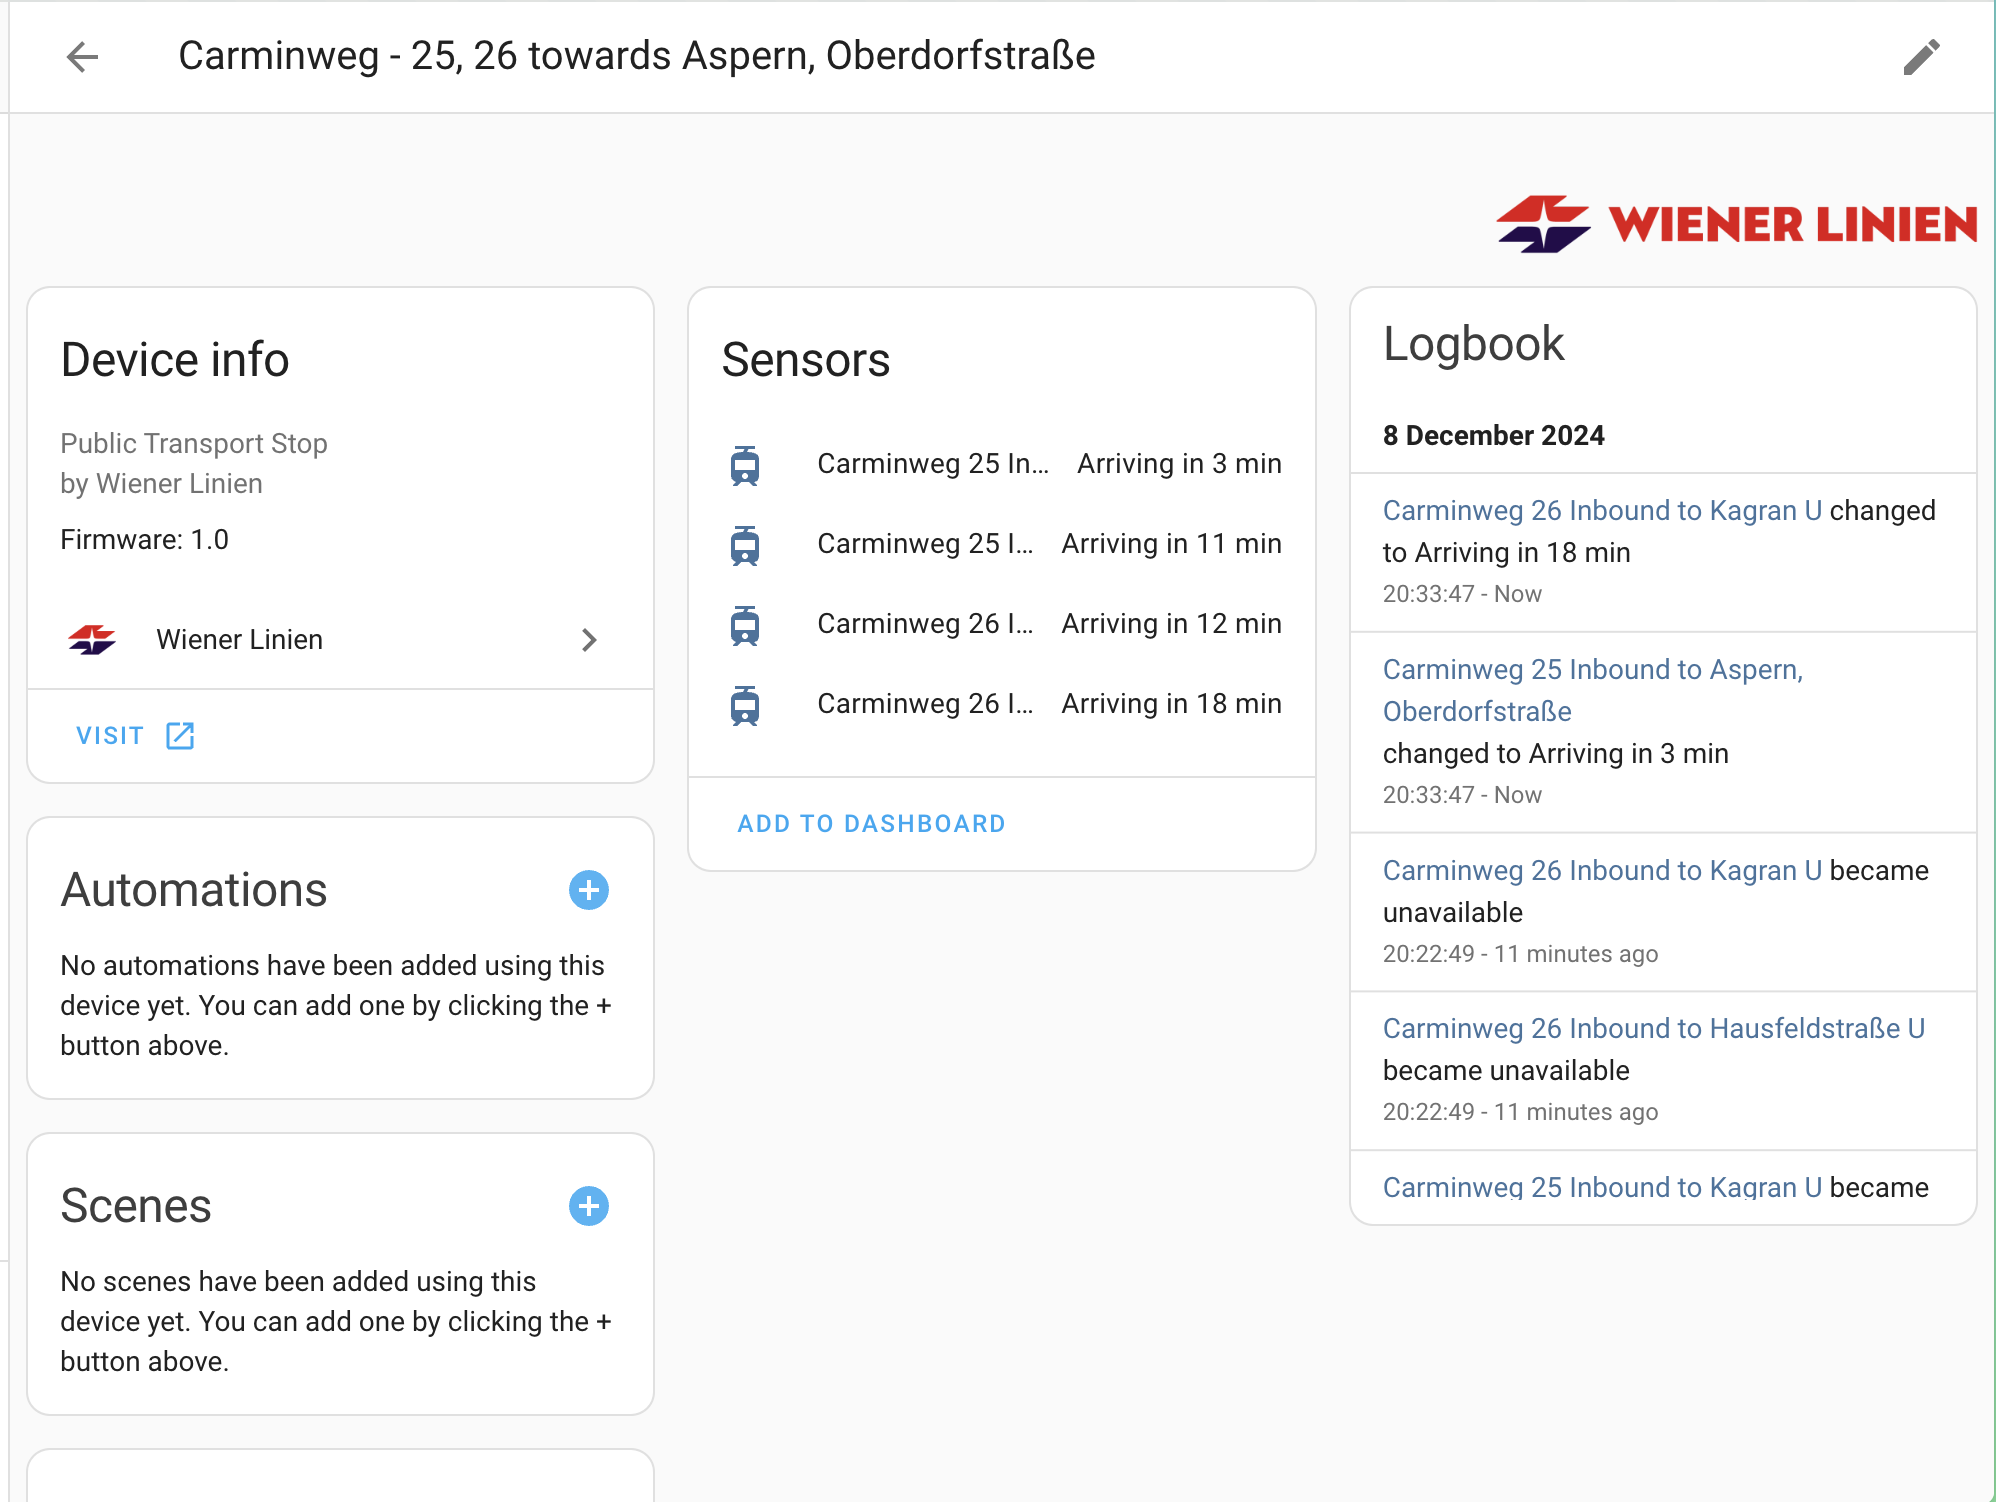 Carminweg - 25, 26 towards Aspern, Oberdorfstraße
WIENER LINIEN
Device info
Public Transport Stop
by Wiener Linien
Firmware: 1.0
Wiener Linien
VISIT
Automations
No automations have been added using this
device yet. You can add one by clicking the +
button above.
Scenes
No scenes have been added using this
device yet. You can add one by clicking the +
button above.
Sensors
Carminweg 25 In... Arriving in 3 min
Carminweg 25 I... Arriving in 11 min
Carminweg 26 I... Arriving in 12 min
Carminweg 26 I... Arriving in 18 min
ADD TO DASHBOARD
Logbook
8 December 2024
Carminweg 26 Inbound to Kagran U changed
to Arriving in 18 min
20:33:47 - Now
Carminweg 25 Inbound to Aspern,
Oberdorfstraße
changed to Arriving in 3 min
20:33:47 - Now
Carminweg 26 Inbound to Kagran U became
unavailable
20:22:49 - 11 minutes ago
Carminweg 26 Inbound to Hausfeldstraße U
became unavailable
20:22:49 - 11 minutes ago
Carminweg 25 Inbound to Kagran U became